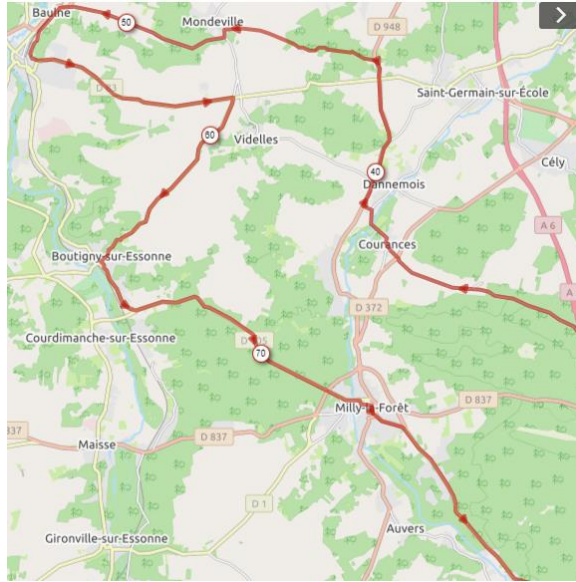 Baulne
50
Mondeville
D 948
Saint-Germain-sur-École
60
Videlles
Cély
40
Dannemois
A 6
Boutigny-sur-Essonne
Courances
A
D 372
Courdimanche-sur-Essonne
70
Milly-la-Forêt
D 837
837
D 837
Maisse
D 1
Auvers
Gironville-sur-Essonne